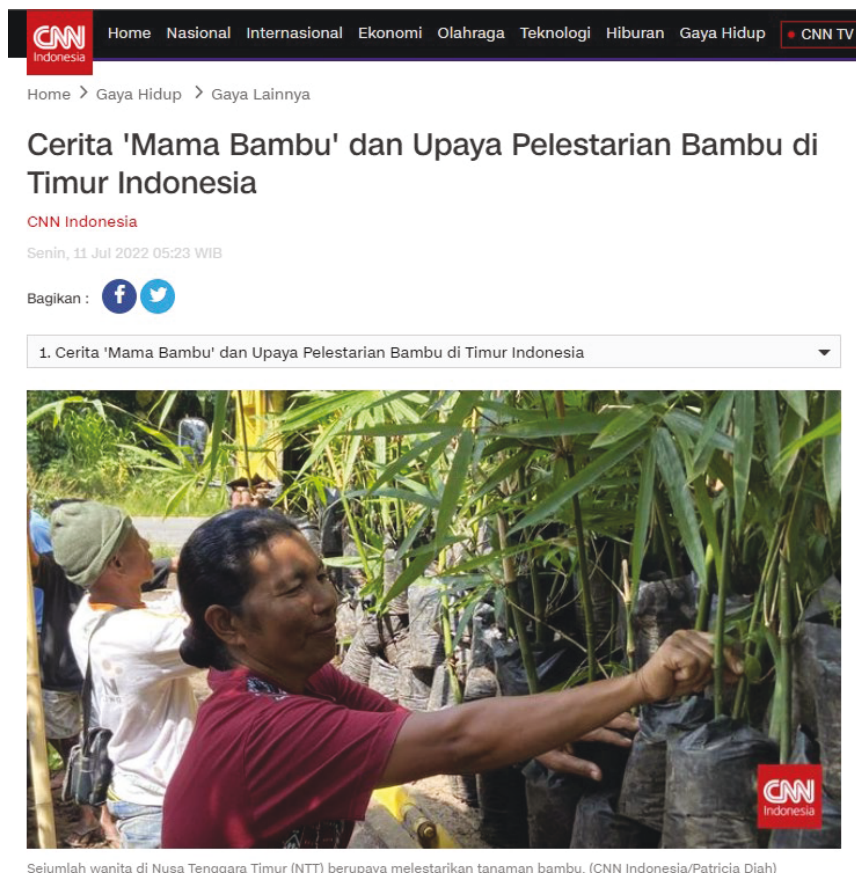 CNN
Indonesia
Home Nasional Internasional Ekonomi Olahraga Teknologi Hiburan Gaya Hidup CNN TV
Home > Gaya Hidup > Gaya Lainnya
Cerita 'Mama Bambu' dan Upaya Pelestarian Bambu di
Timur Indonesia
CNN Indonesia
Senin, 11 Jul 2022 05:23 WIB
Bagikan :
1. Cerita 'Mama Bambu' dan Upaya Pelestarian Bambu di Timur Indonesia
CNN
Indonesia
Sejumlah wanita di Nusa Tenggara Timur (NTT) berupaya melestarikan tanaman bambu. (CNN Indonesia/Patricia Diah)